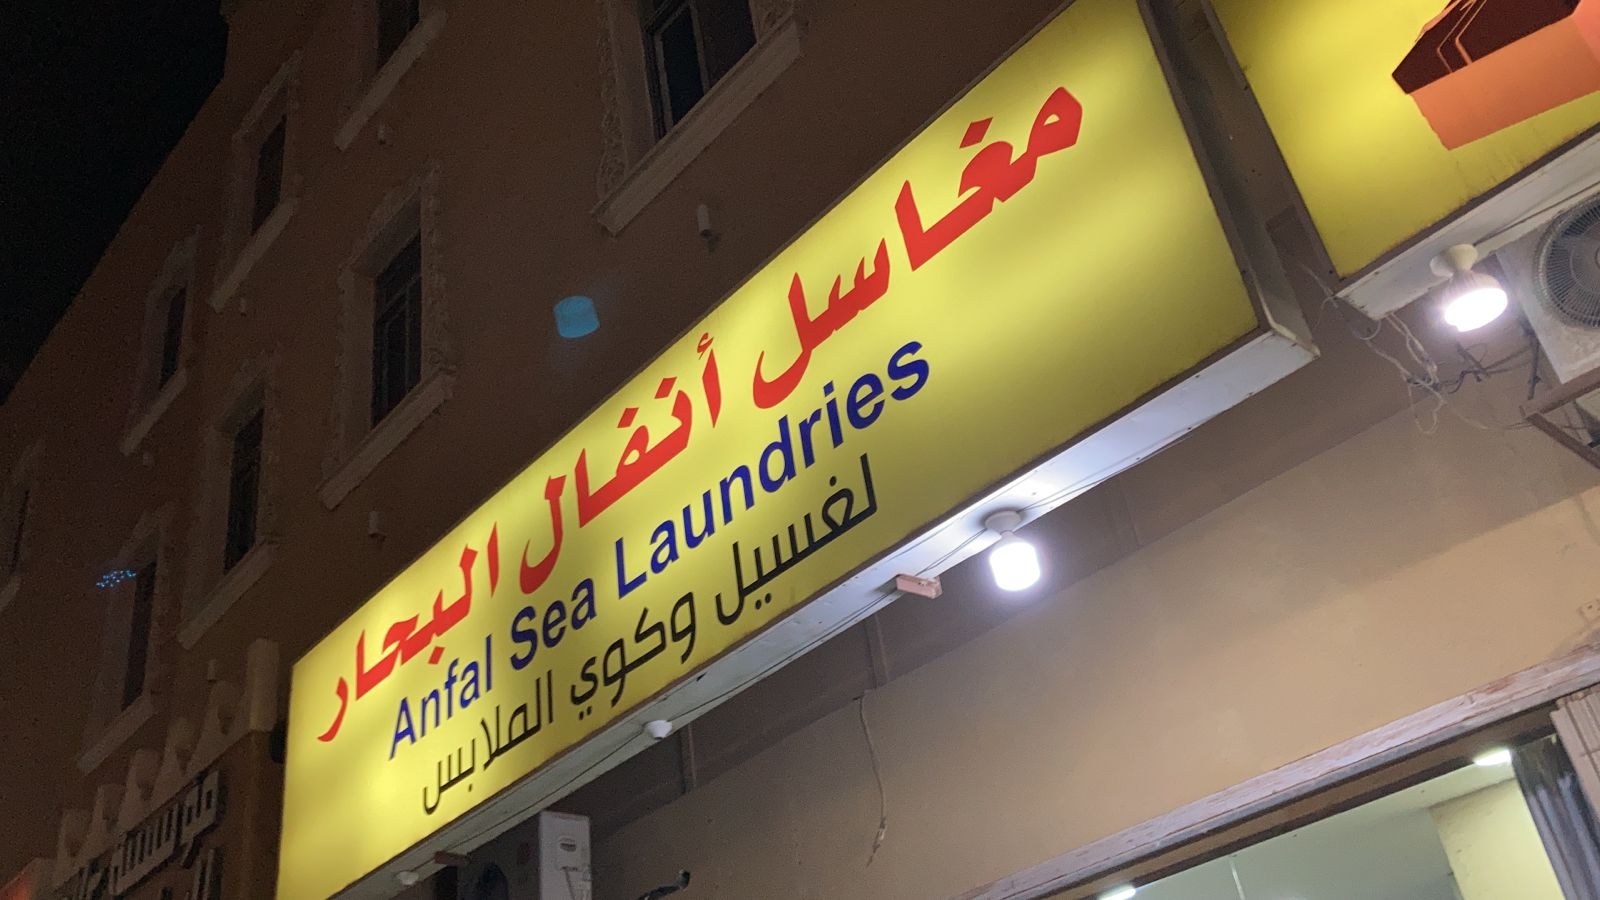 مغاسل أنفال البحار
Anfal Sea Laundries
لغسيل وكوي الملابس